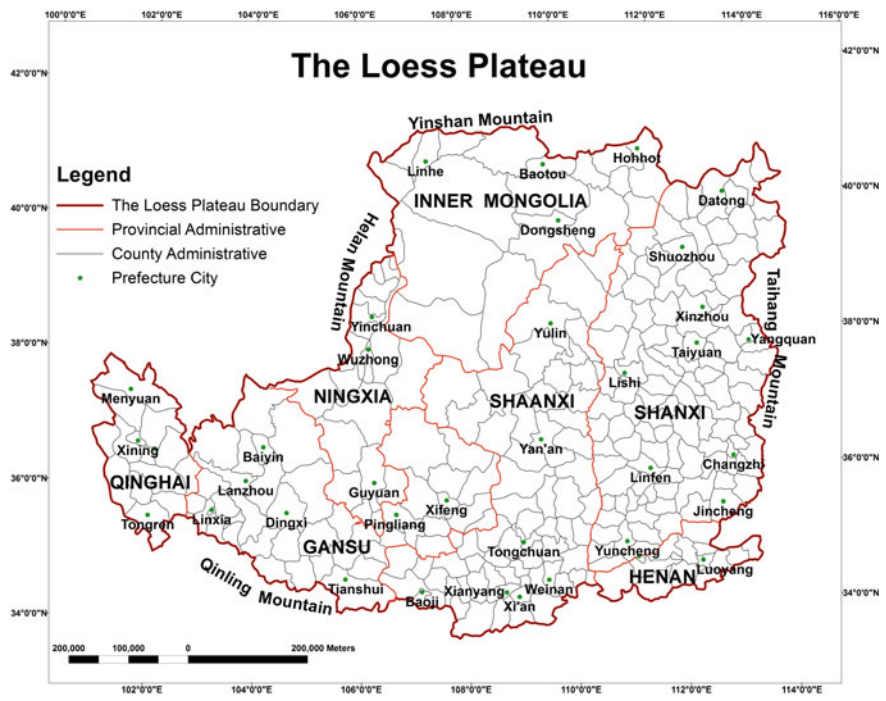 100°0'0"E 102°0'0"E 104°0'0"E 106°0'0"E 108°0'0"E 110°0'0"E 112°0'0"E 114°0'0"E 116°0'0"E
The Loess Plateau
42°0'0"N
42°0'0"N
Yinshan Mountain
Hohhot
Linhe
Baotou
Legend
The Loess Plateau Boundary
Provincial Administrative
County Administrative
Prefecture City
INNER MONGOLIA
Datong
40°0'0"N
40°0'0"N
Dongsheng
Helan Mountain
Shuozhou
Taihang Mountain
Xinzhou
Yinchuan
Yulin
Yangquan
38°0'0"N
38°0'0"N
Wuzhong
Taiyuan
Lishi
Menyuan
NINGXIA
SHAANXI
SHANXI
Xining
Baiyin
Yan'an
Changzhi
36°0'0"N
36°0'0"N
QINGHAI
Lanzhou
Guyuan
Linfen
Xifeng
Jincheng
Tongren
Linxia
Dingxi
Pingliang
GANSU
Tongchuan
Yuncheng
Luoyang
HENAN
Qinling Mountain
Tianshui
Baoji
Xianyang
Weinan
Xi'an
34°0'0"N
34°0'0"N
200,000 100,000 0 200,000 Meters
102°0'0"E 104°0'0"E 106°0'0"E 108°0'0"E 110°0'0"E 112°0'0"E 114°0'0"E